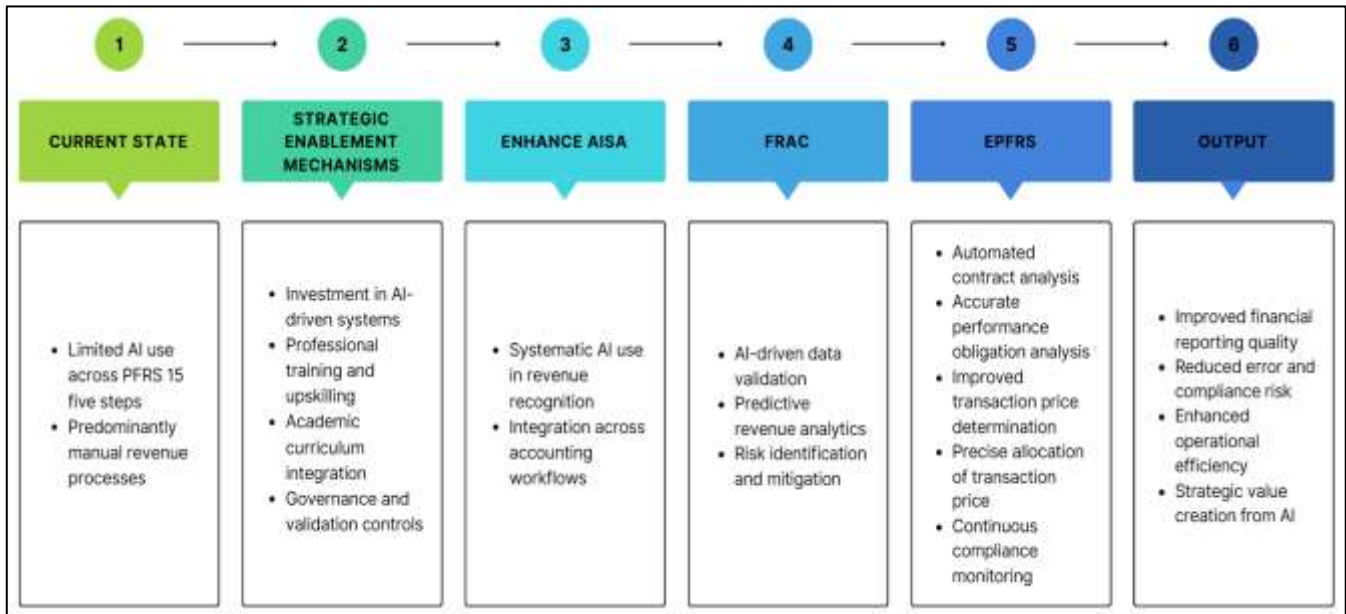 1
2
3
4
5
6
CURRENT STATE
STRATEGIC
ENABLEMENT
MECHANISMS
ENHANCE AISA
FRAC
EPFRS
OUTPUT
• Limited AI use
across PFRS 15
five steps
• Predominantly
manual revenue
processes
• Investment in AI-
driven systems
• Professional
training and
upskilling
• Academic
curriculum
integration
• Governance and
validation controls
• Systematic AI use
in revenue
recognition
• Integration across
accounting
workflows
• AI-driven data
validation
• Predictive
revenue analytics
• Risk identification
and mitigation
• Automated
contract analysis
• Accurate
performance
obligation analysis
• Improved
transaction price
determination
• Precise allocation
of transaction
price
• Continuous
compliance
monitoring
• Improved financial
reporting quality
• Reduced error and
compliance risk
• Enhanced
operational
efficiency
• Strategic value
creation from AI